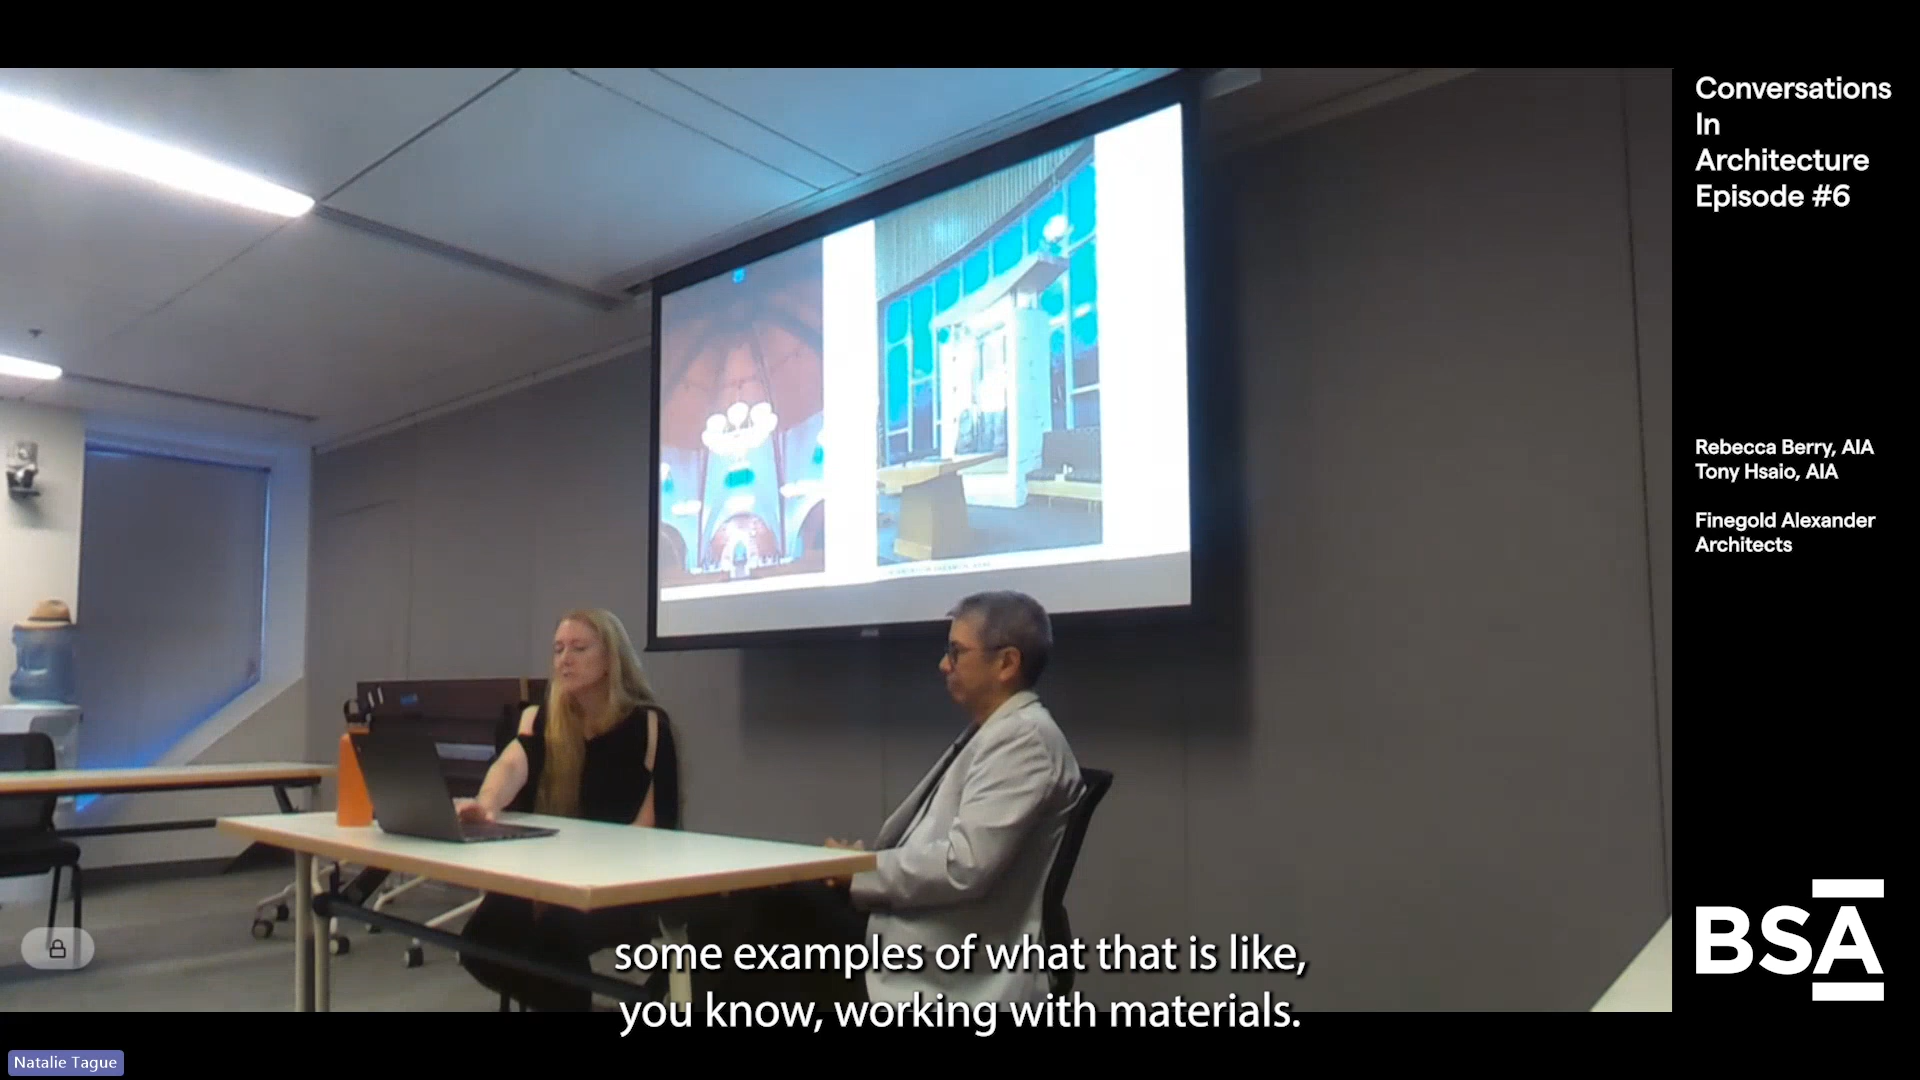 Conversations
In
Architecture
Episode #6
Rebecca Berry, AIA
Tony Hsaio, AIA
Finegold Alexander
Architects
BSA
some examples of what that is like,
you know, working with materials.
Natalie Tague